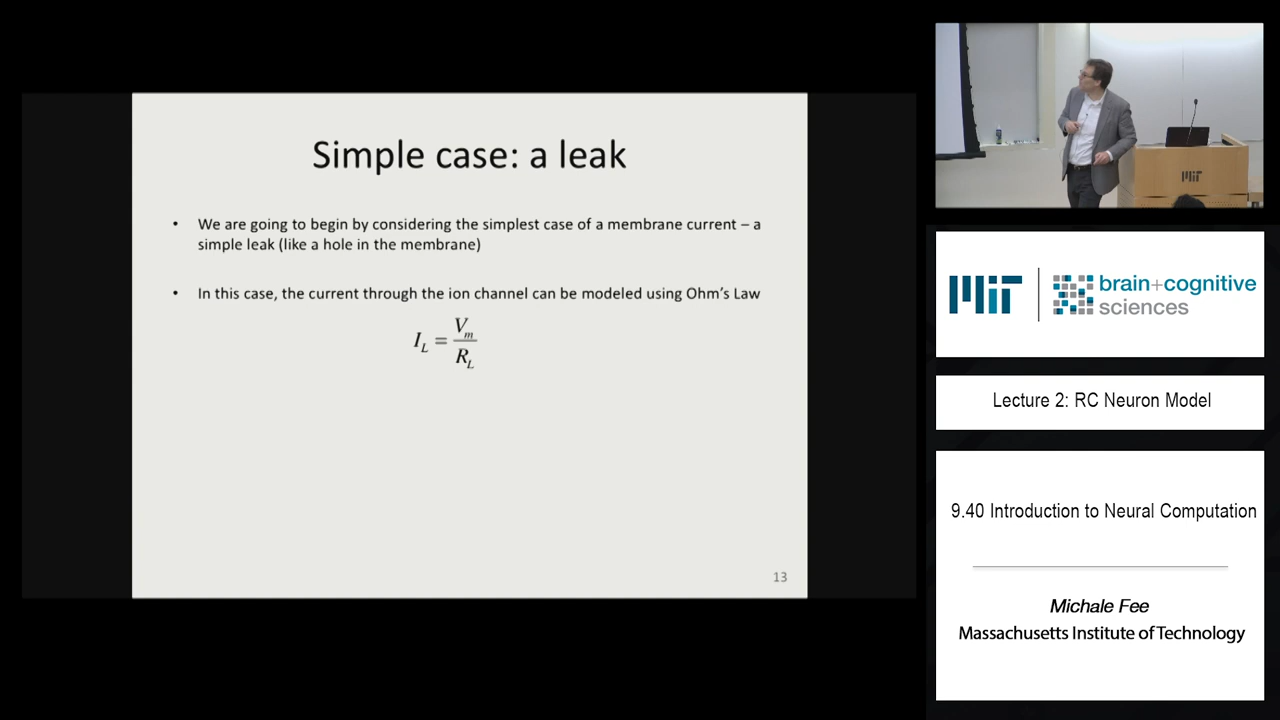 Simple case: a leak
• We are going to begin by considering the simplest case of a membrane current – a
simple leak (like a hole in the membrane)
• In this case, the current through the ion channel can be modeled using Ohm's Law
I_L = V_m / R_L
13
MIT
MIT
brain+cognitive
sciences
Lecture 2: RC Neuron Model
9.40 Introduction to Neural Computation
Michale Fee
Massachusetts Institute of Technology